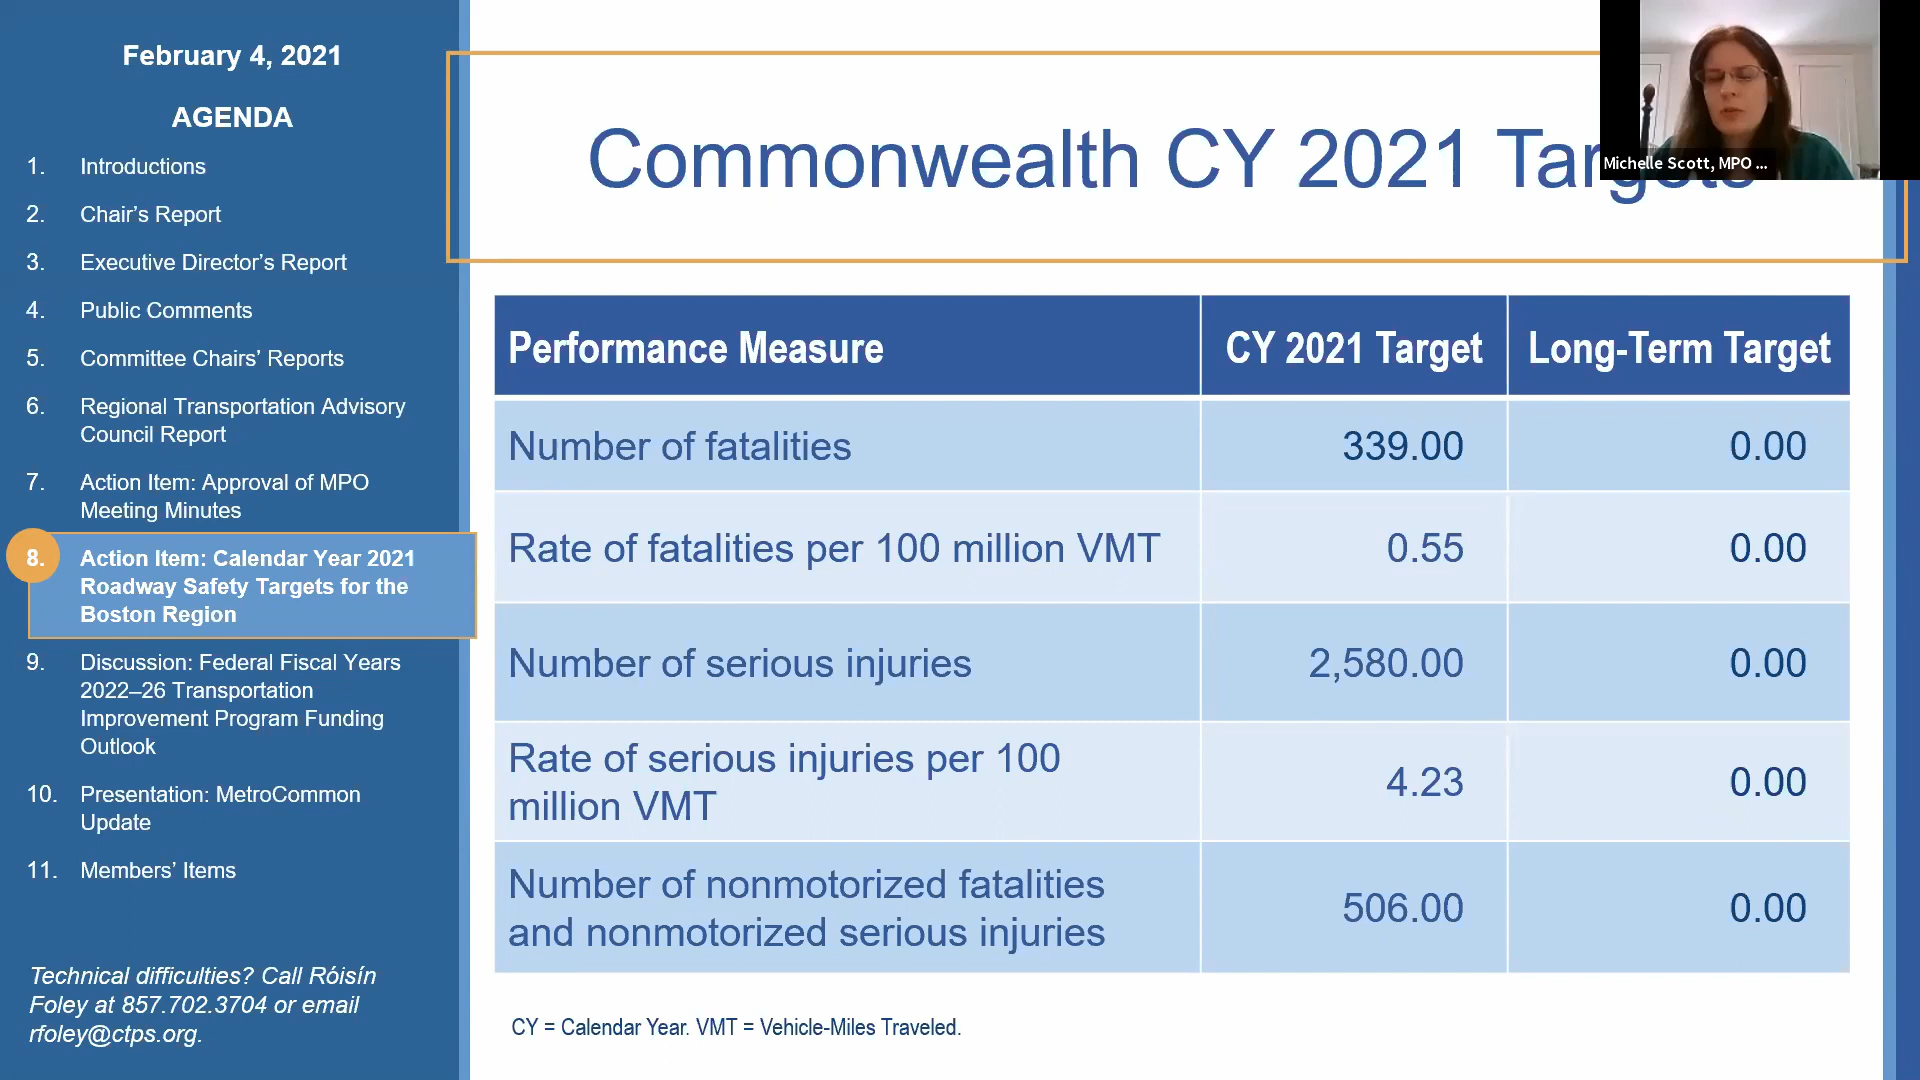 February 4, 2021
AGENDA
1. Introductions
2. Chair’s Report
3. Executive Director’s Report
4. Public Comments
5. Committee Chairs’ Reports
6. Regional Transportation Advisory
Council Report
7. Action Item: Approval of MPO
Meeting Minutes
8. Action Item: Calendar Year 2021
Roadway Safety Targets for the
Boston Region
9. Discussion: Federal Fiscal Years
2022–26 Transportation
Improvement Program Funding
Outlook
10. Presentation: MetroCommon
Update
11. Members’ Items
Technical difficulties? Call Róisín
Foley at 857.702.3704 or email
rfoley@ctps.org.
Commonwealth CY 2021 Targets
Michelle Scott, MPO ...
Performance Measure CY 2021 Target Long-Term Target
Number of fatalities 339.00 0.00
Rate of fatalities per 100 million VMT 0.55 0.00
Number of serious injuries 2,580.00 0.00
Rate of serious injuries per 100
million VMT 4.23 0.00
Number of nonmotorized fatalities
and nonmotorized serious injuries 506.00 0.00
CY = Calendar Year. VMT = Vehicle-Miles Traveled.